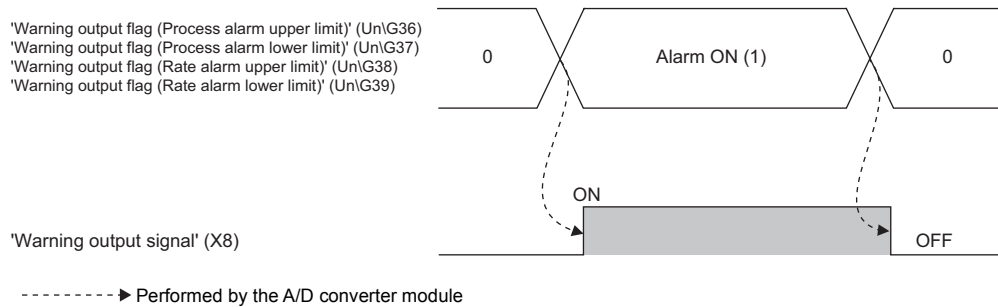 'Warning output flag (Process alarm upper limit)' (Un\G36)
'Warning output flag (Process alarm lower limit)' (Un\G37)
'Warning output flag (Rate alarm upper limit)' (Un\G38)
'Warning output flag (Rate alarm lower limit)' (Un\G39)
0
Alarm ON (1)
0
ON
'Warning output signal' (X8)
OFF
Performed by the A/D converter module